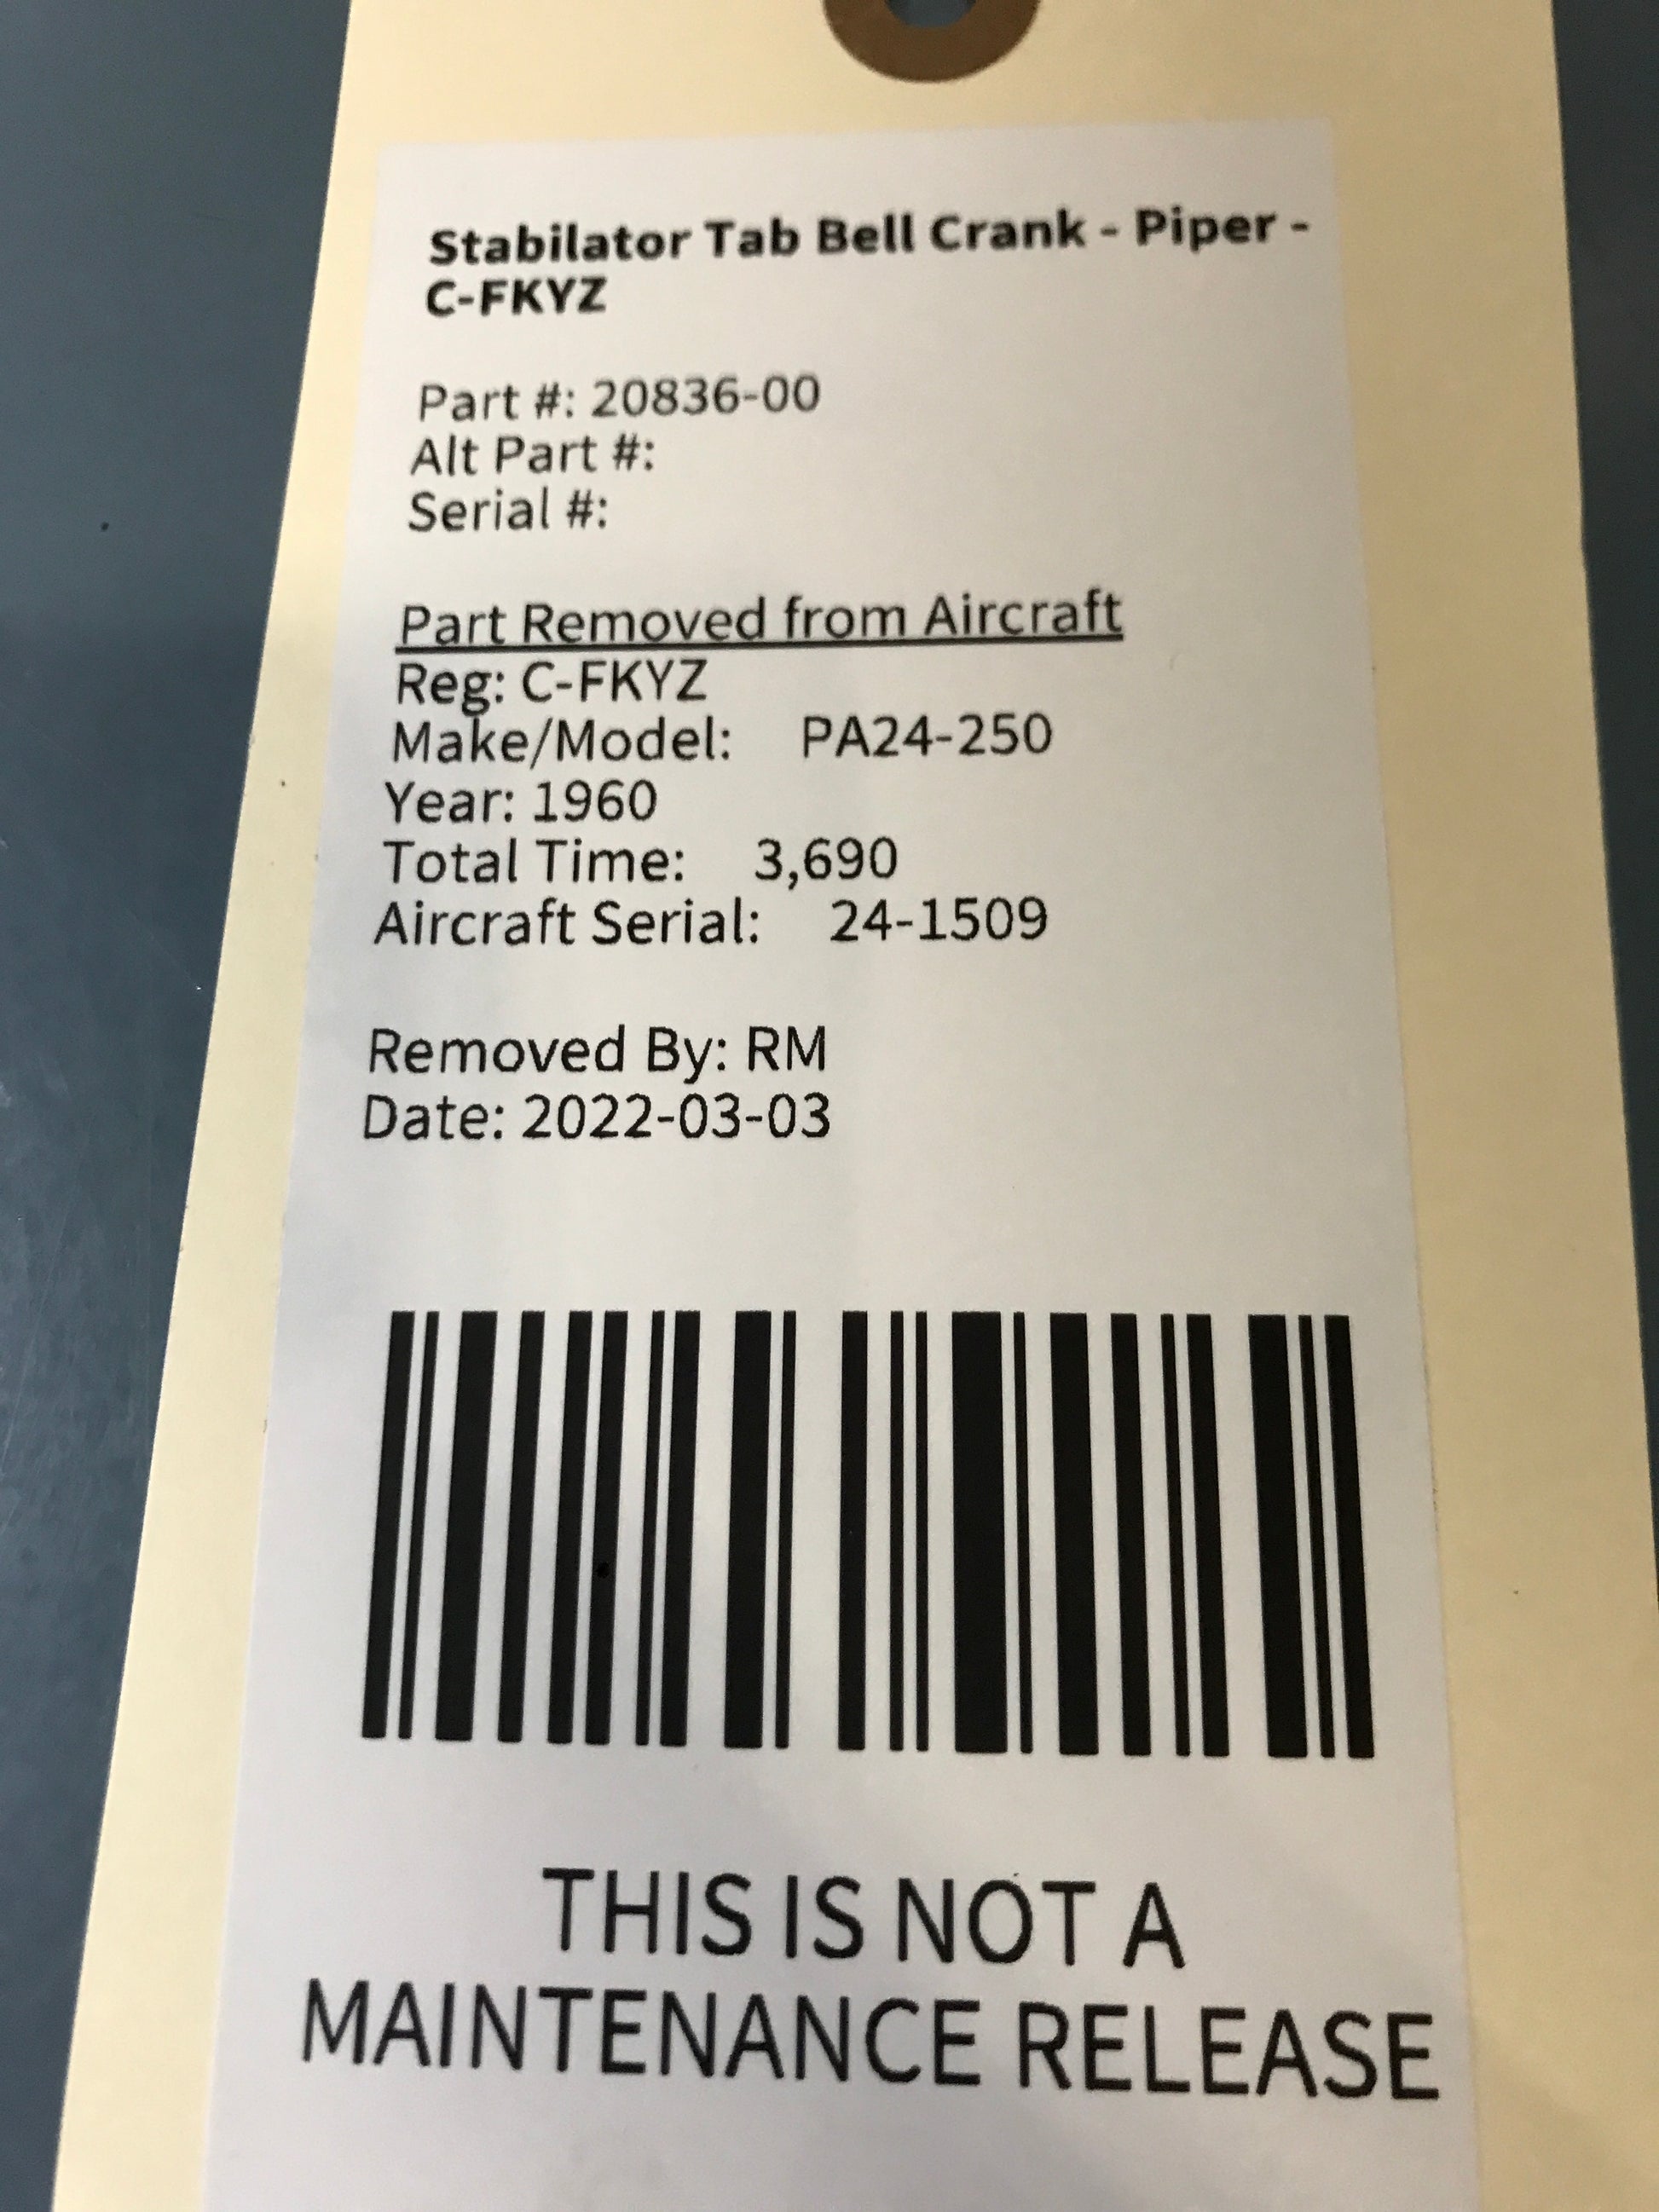 Stabilator Tab Bell Crank - Piper -
C-FKYZ
Part #: 20836-00
Alt Part #:
Serial #:
Part Removed from Aircraft
Reg: C-FKYZ
Make/Model: PA24-250
Year: 1960
Total Time: 3,690
Aircraft Serial: 24-1509
Removed By: RM
Date: 2022-03-03
THIS IS NOT A
MAINTENANCE RELEASE